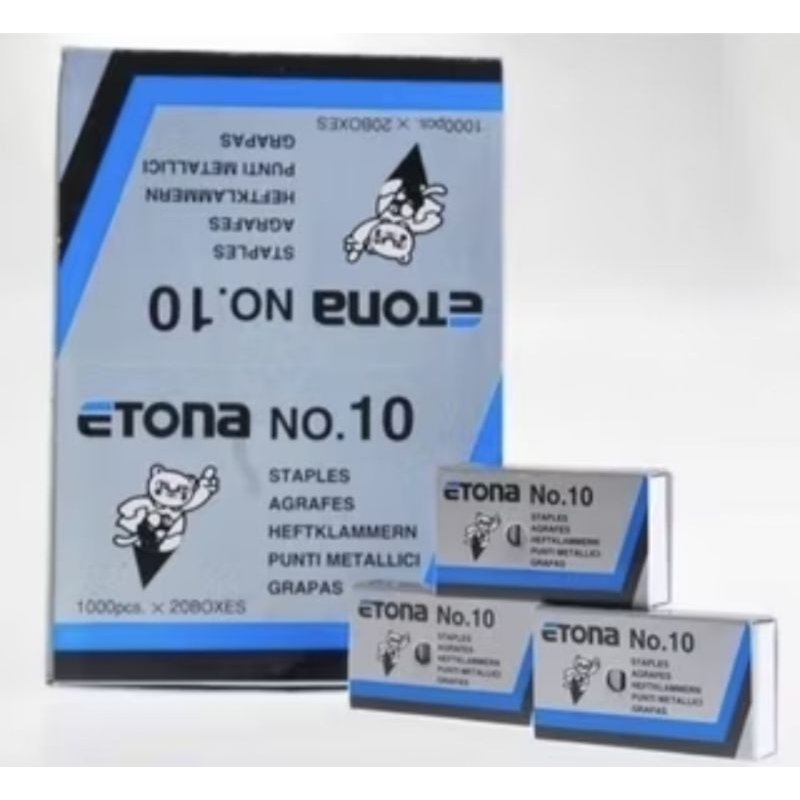 1000pcs. × 20BOXES
GRAPAS
PUNTI METALLICI
HEFTKLAMMERN
AGRAFES
STAPLES
ETONA NO.10
ETONA NO.10
STAPLES
AGRAFES
HEFTKLAMMERN
PUNTI METALLICI
GRAPAS
1000pcs. × 20BOXES
ETONA No.10
STAPLES
AGRAFES
HEFTKLAMMERN
PUNTI METALLICI
GRAPAS
ETONA No.10
STAPLES
AGRAFES
HEFTKLAMMERN
PUNTI METALLICI
GRAPAS
ETONA No.10
STAPLES
AGRAFES
HEFTKLAMMERN
PUNTI METALLICI
GRAPAS